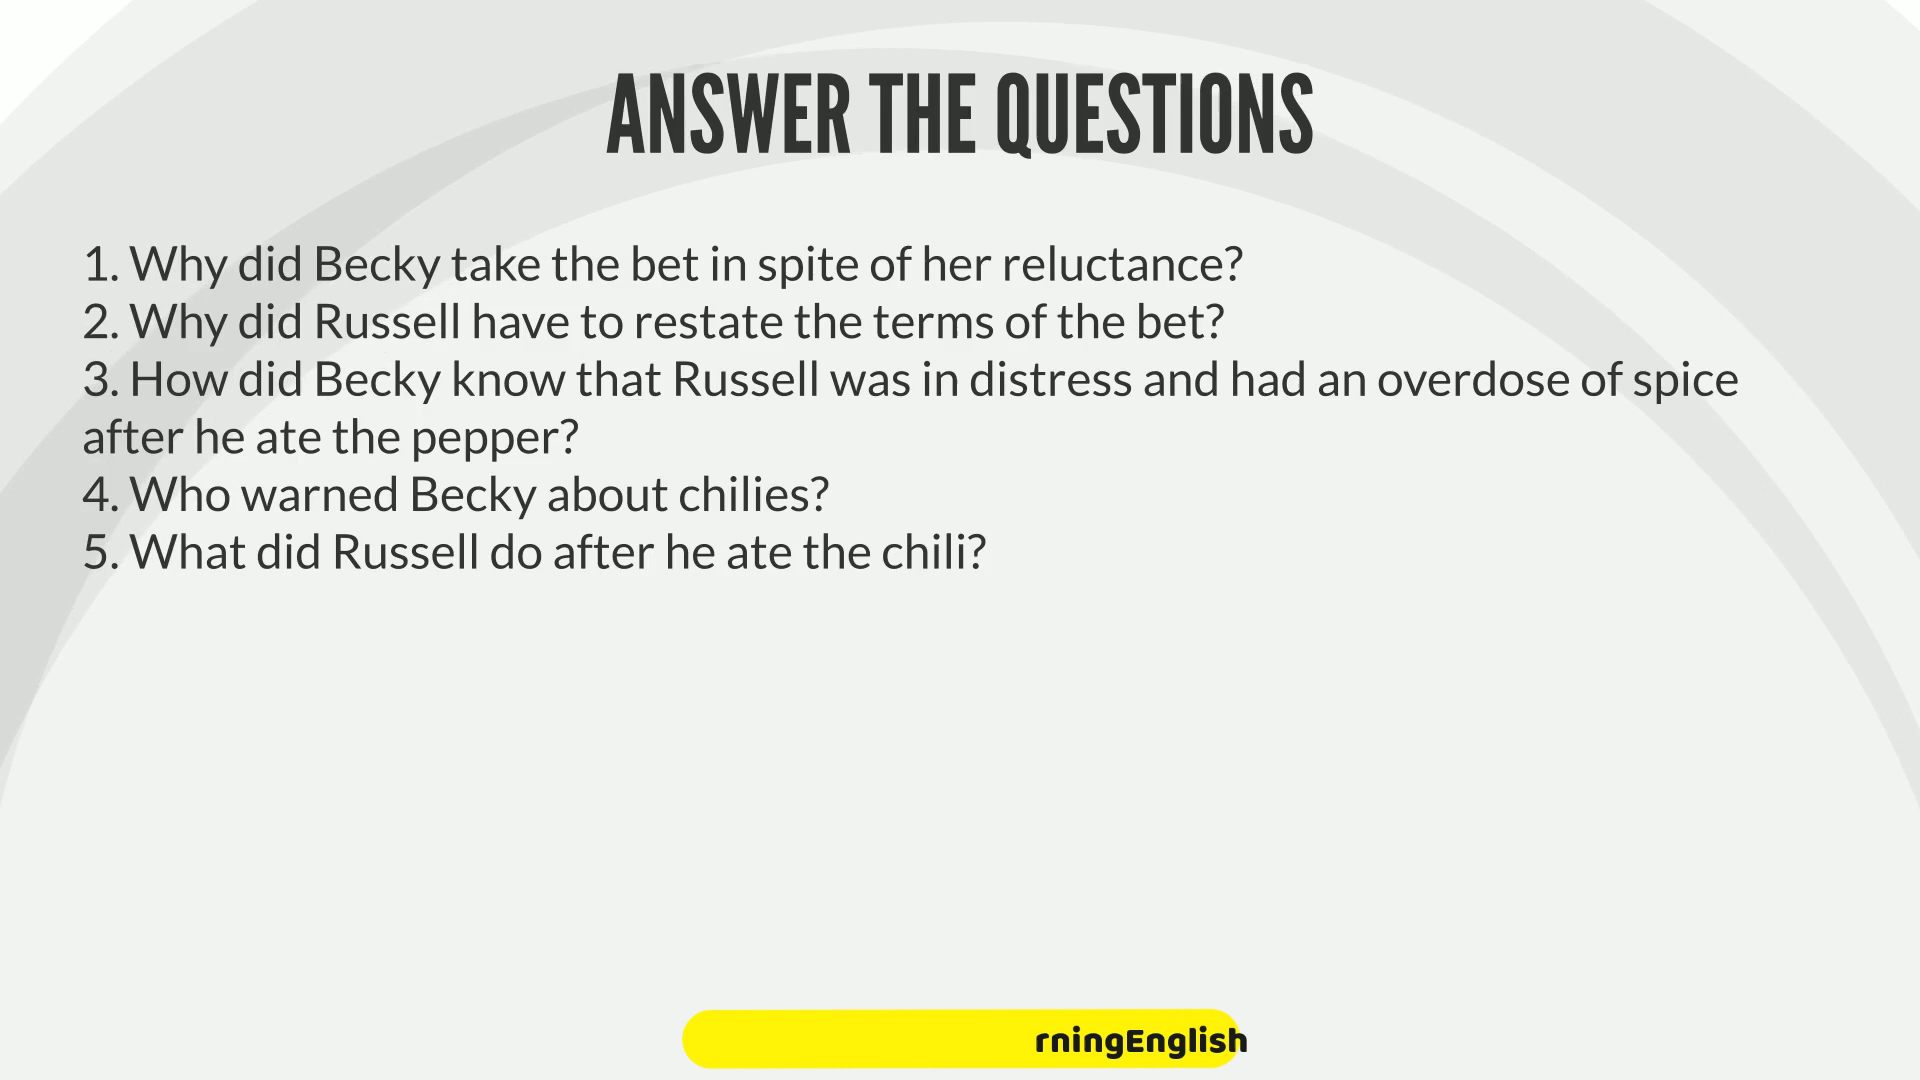 ANSWER THE QUESTIONS
1. Why did Becky take the bet in spite of her reluctance?
2. Why did Russell have to restate the terms of the bet?
3. How did Becky know that Russell was in distress and had an overdose of spice
after he ate the pepper?
4. Who warned Becky about chilies?
5. What did Russell do after he ate the chili?
rningEnglish